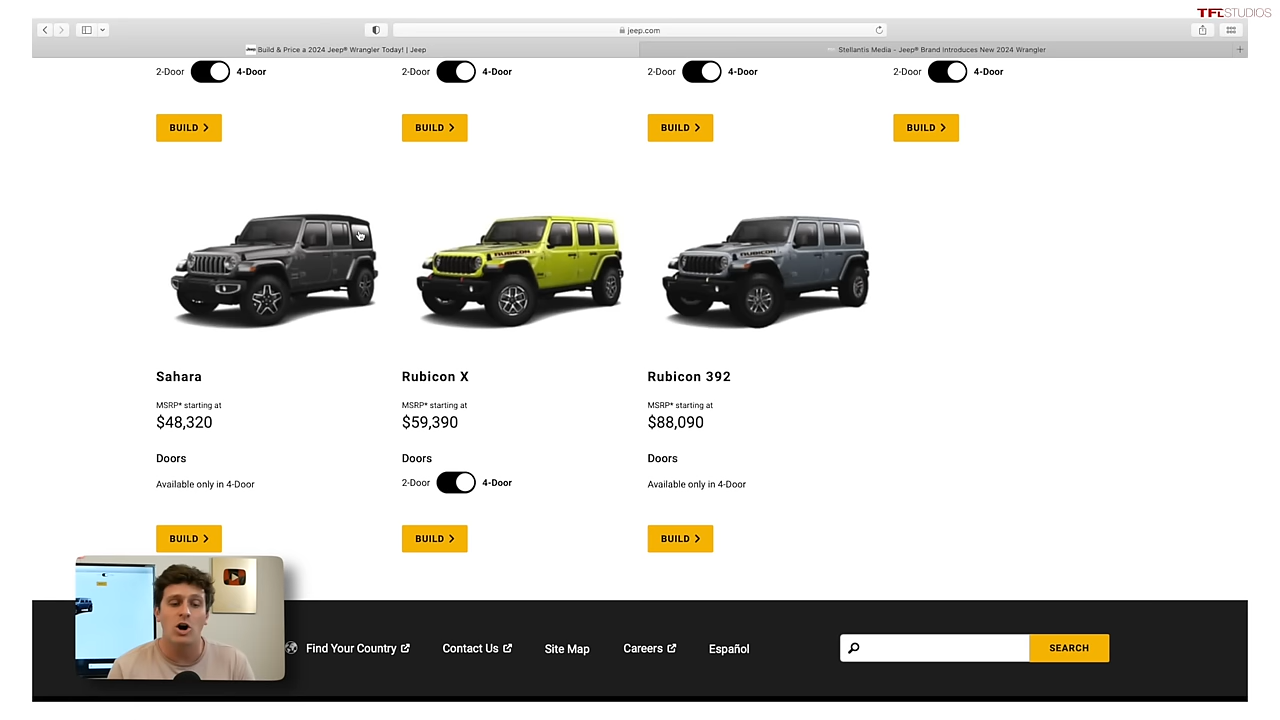 TFLSTUDIOS
jeep.com
Build & Price a 2024 Jeep® Wrangler Today! | Jeep
Stellantis Media - Jeep® Brand Introduces New 2024 Wrangler
2-Door 4-Door 2-Door 4-Door 2-Door 4-Door 2-Door 4-Door
BUILD > BUILD > BUILD > BUILD >
RUBICON RUBICON
Sahara Rubicon X Rubicon 392
MSRP* starting at MSRP* starting at MSRP* starting at
$48,320 $59,390 $88,090
Doors Doors Doors
Available only in 4-Door 2-Door 4-Door Available only in 4-Door
BUILD > BUILD > BUILD >
Find Your Country Contact Us Site Map Careers Español SEARCH